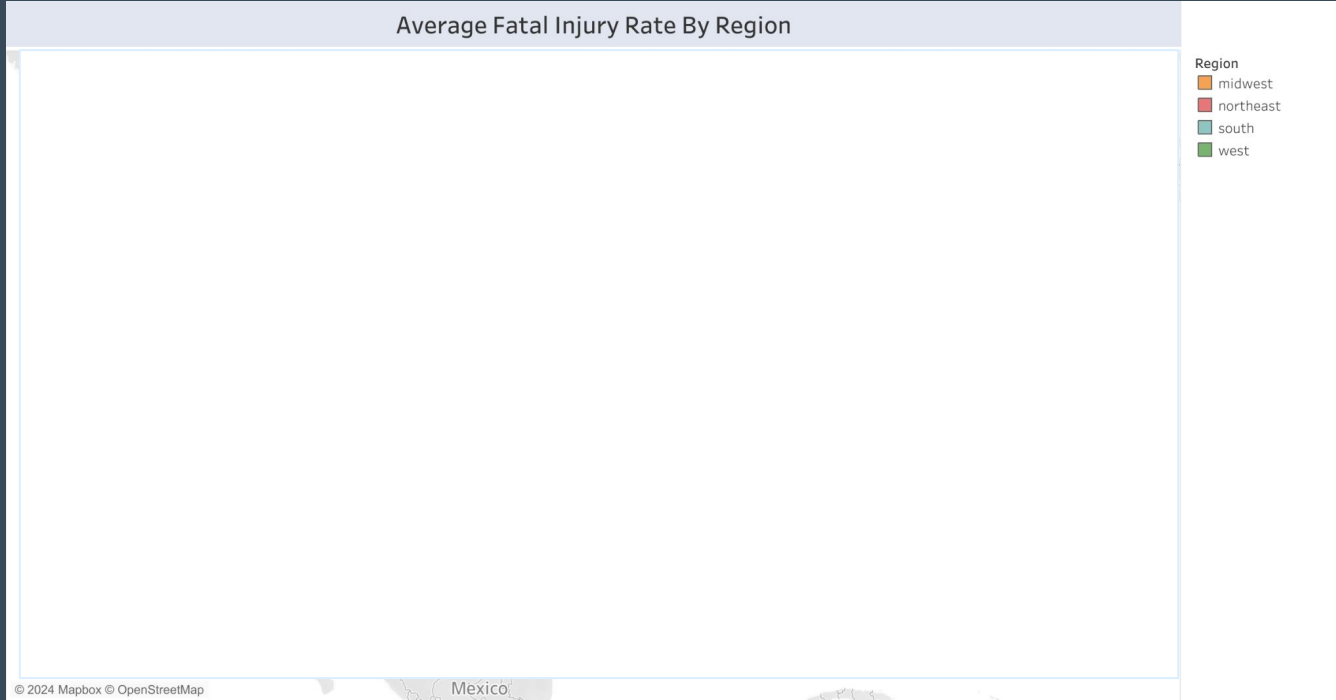 Average Fatal Injury Rate By Region
Region
midwest
northeast
south
west
© 2024 Mapbox © OpenStreetMap
Mexico